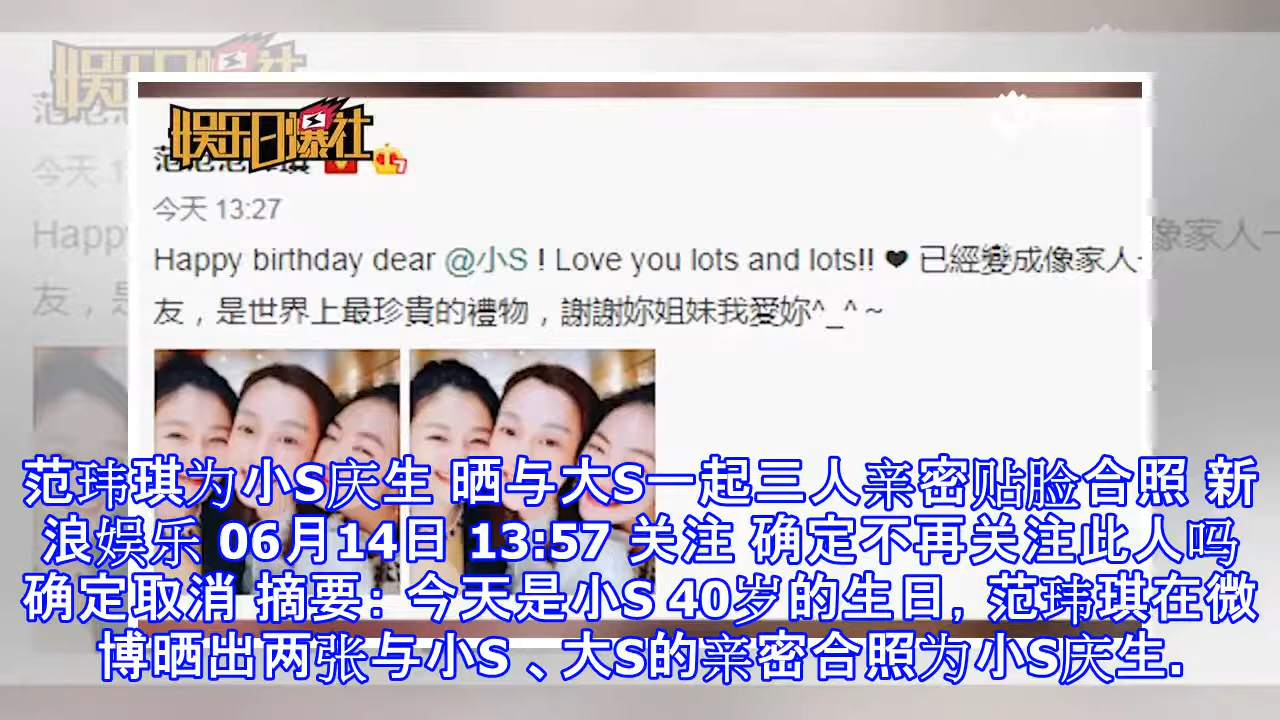 娱乐日爆社
今天 13:27
Happy birthday dear @小S ! Love you lots and lots!! ❤ 已經變成像家人
友，是世界上最珍貴的禮物，謝謝妳姐妹我愛妳^_^ ~
范玮琪为小S庆生 晒与大S一起三人亲密贴脸合照 新
浪娱乐 06月14日 13:57 关注 确定不再关注此人吗
确定取消 摘要: 今天是小S 40岁的生日, 范玮琪在微
博晒出两张与小S 、大S的亲密合照为小S庆生.